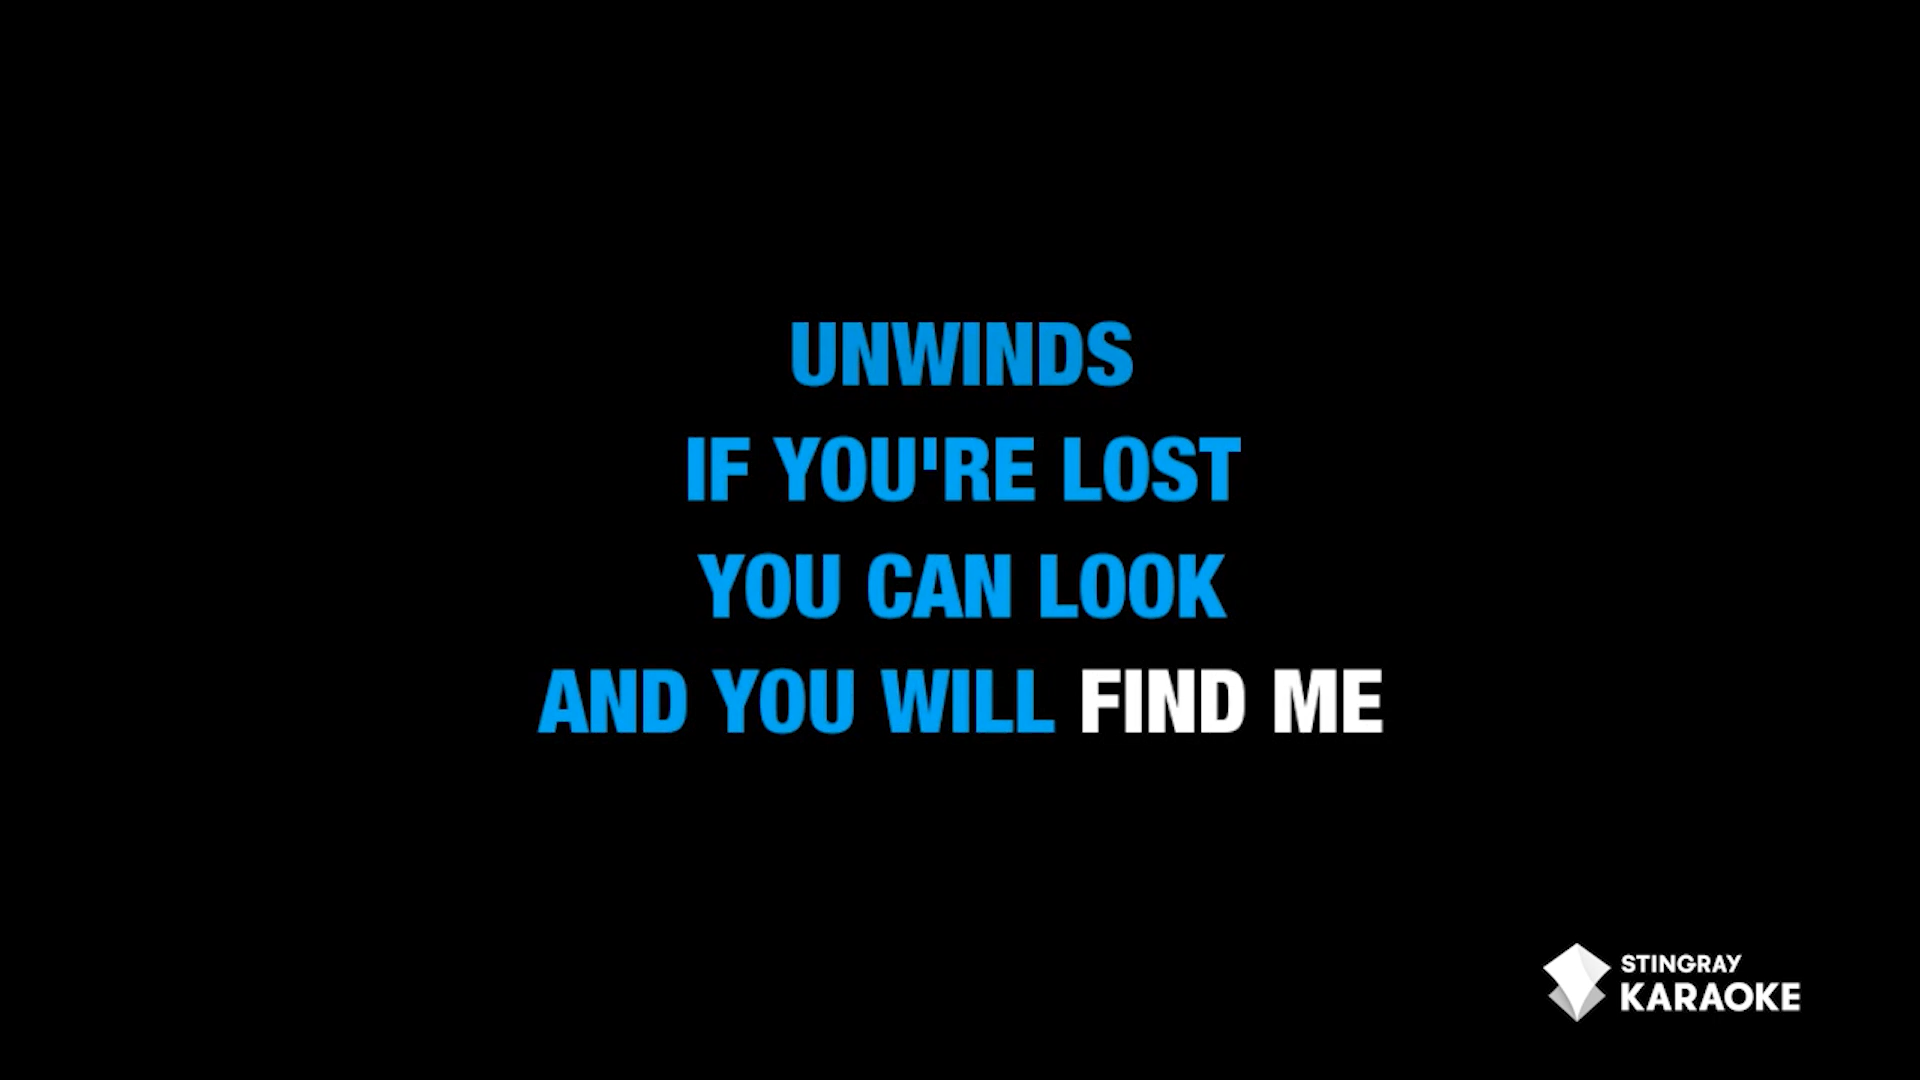 UNWINDS
IF YOU'RE LOST
YOU CAN LOOK
AND YOU WILL FIND ME
STINGRAY
KARAOKE